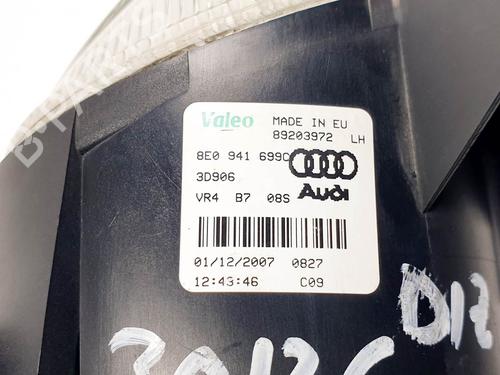 Valeo MADE IN EU
89203972 LH
8E0 941 699C
3D906 Audi
VR4 B7 08S
01/12/2007 0827
12:43:46 C09